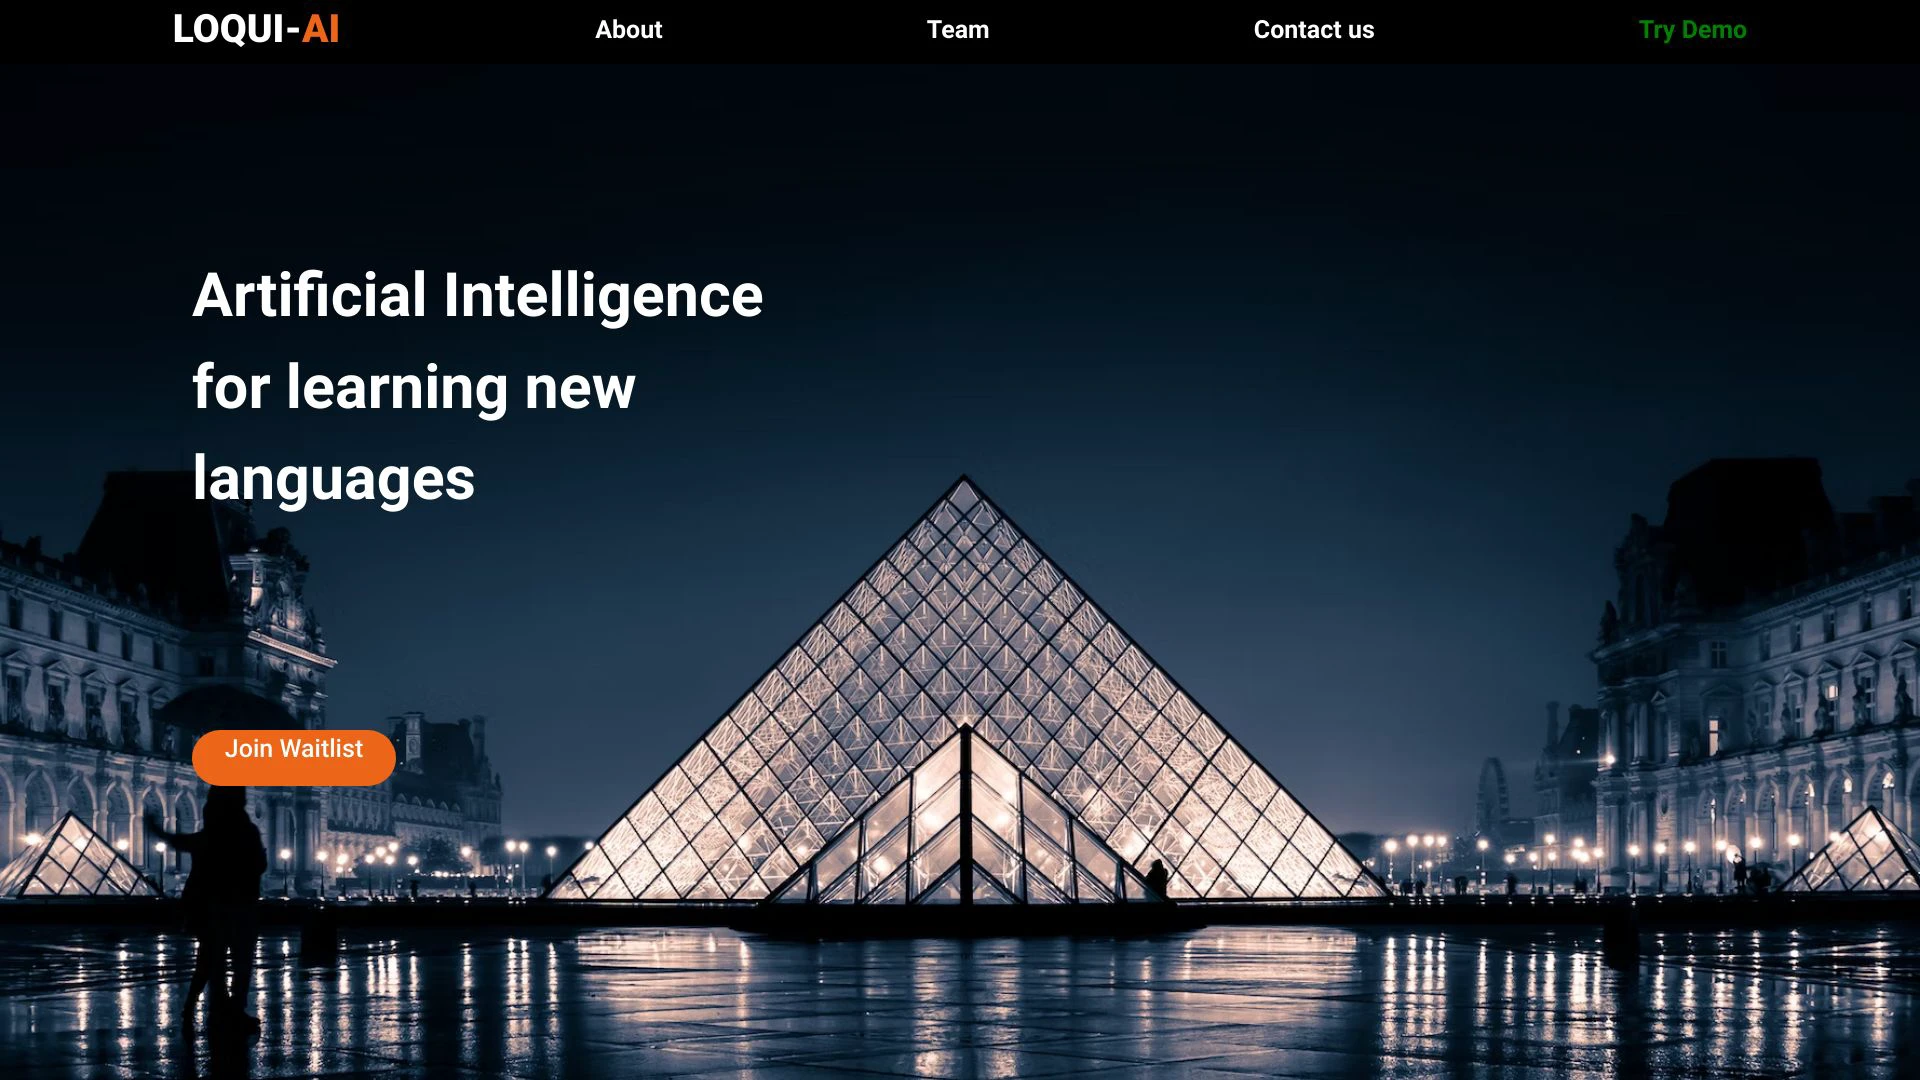 LOQUI-AI
About
Team
Contact us
Try Demo
Artificial Intelligence
for learning new
languages
Join Waitlist